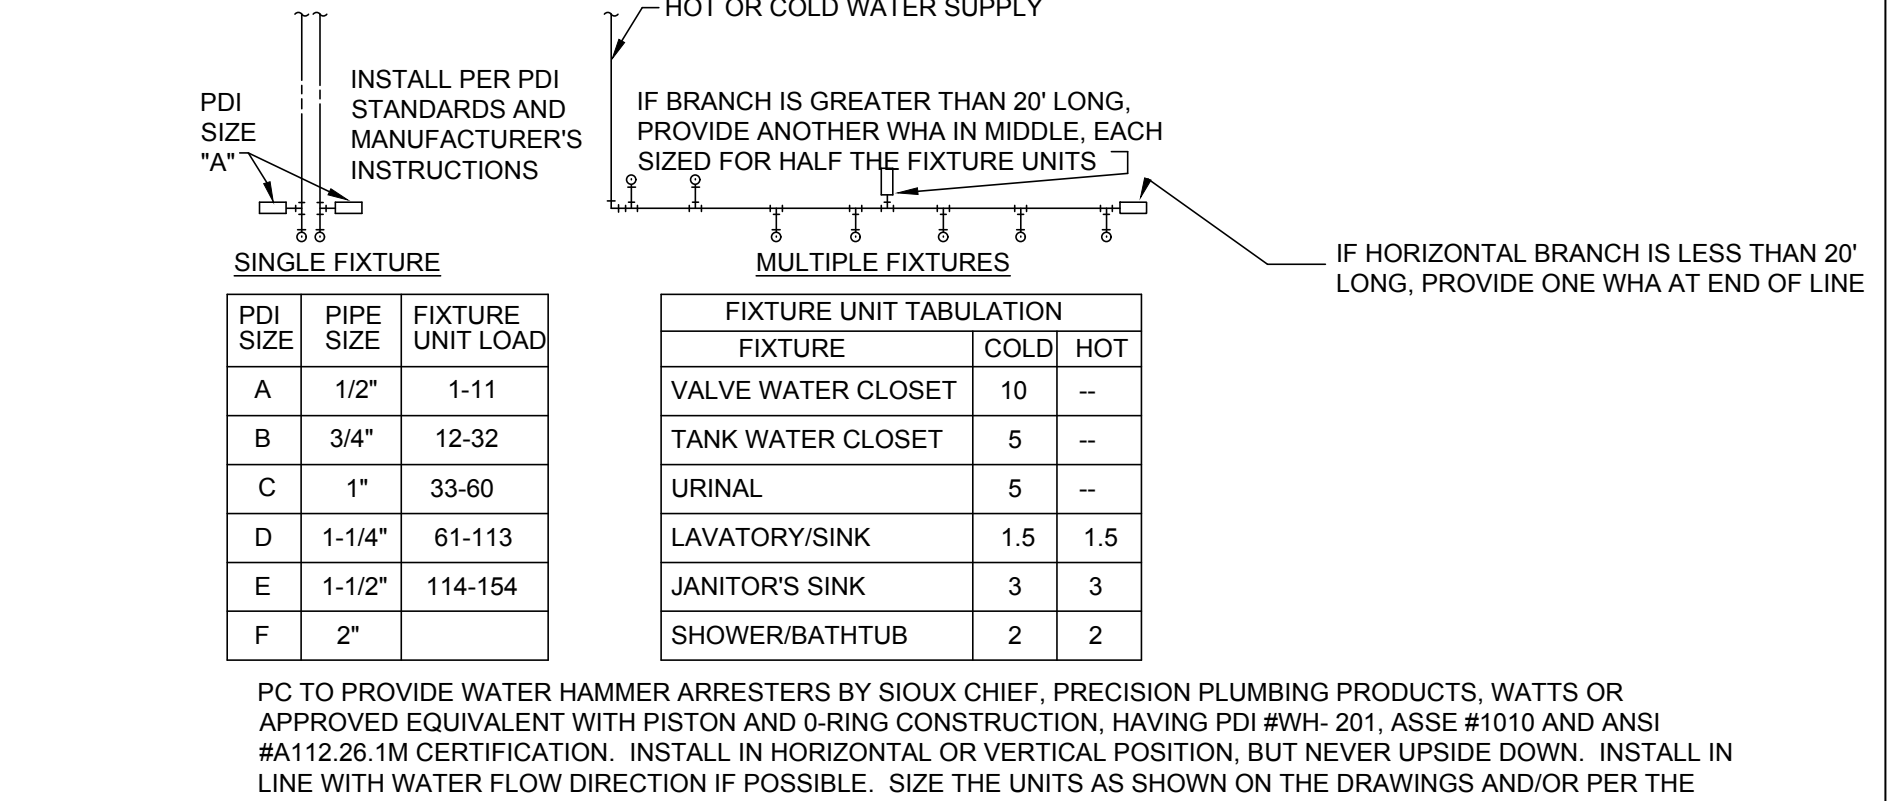 HOT OR COLD WATER SUPPLY
PDI
SIZE
"A"
INSTALL PER PDI
STANDARDS AND
MANUFACTURER'S
INSTRUCTIONS
IF BRANCH IS GREATER THAN 20' LONG,
PROVIDE ANOTHER WHA IN MIDDLE, EACH
SIZED FOR HALF THE FIXTURE UNITS
IF HORIZONTAL BRANCH IS LESS THAN 20'
LONG, PROVIDE ONE WHA AT END OF LINE
SINGLE FIXTURE
MULTIPLE FIXTURES
PDI SIZE PIPE SIZE FIXTURE UNIT LOAD
A 1/2" 1-11
B 3/4" 12-32
C 1" 33-60
D 1-1/4" 61-113
E 1-1/2" 114-154
F 2"
FIXTURE UNIT TABULATION
FIXTURE COLD HOT
VALVE WATER CLOSET 10 --
TANK WATER CLOSET 5 --
URINAL 5 --
LAVATORY/SINK 1.5 1.5
JANITOR'S SINK 3 3
SHOWER/BATHTUB 2 2
PC TO PROVIDE WATER HAMMER ARRESTERS BY SIOUX CHIEF, PRECISION PLUMBING PRODUCTS, WATTS OR
APPROVED EQUIVALENT WITH PISTON AND 0-RING CONSTRUCTION, HAVING PDI #WH- 201, ASSE #1010 AND ANSI
#A112.26.1M CERTIFICATION.  INSTALL IN HORIZONTAL OR VERTICAL POSITION, BUT NEVER UPSIDE DOWN.  INSTALL IN
LINE WITH WATER FLOW DIRECTION IF POSSIBLE.  SIZE THE UNITS AS SHOWN ON THE DRAWINGS AND/OR PER THE